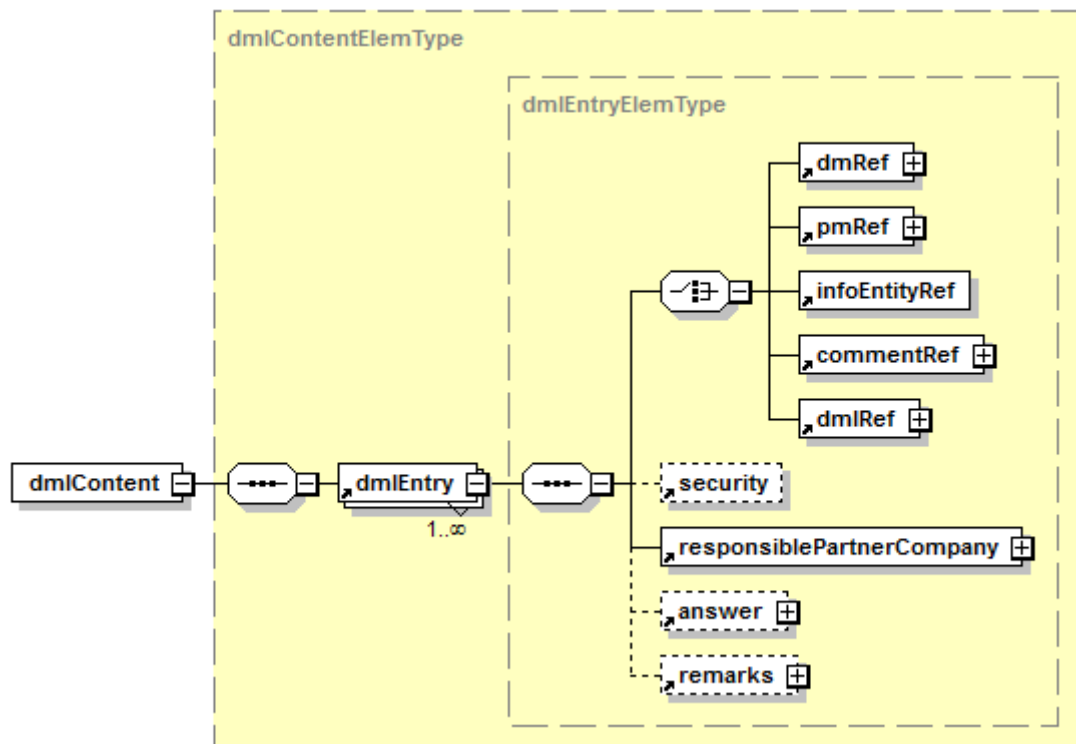 dmlContentElemType
dmlEntryElemType
dmRef
pmRef
infoEntityRef
commentRef
dmlRef
dmlContent
dmlEntry
1..∞
security
responsiblePartnerCompany
answer
remarks